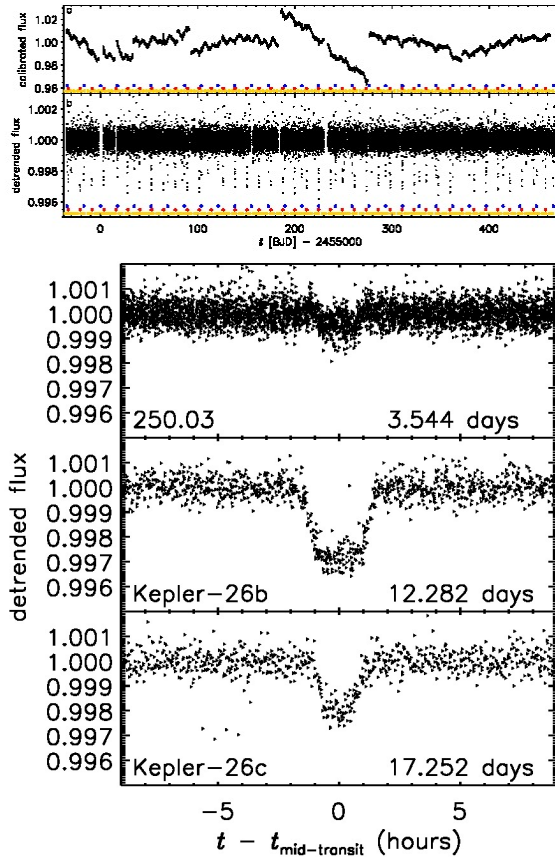 a
1.02
1.00
0.98
0.96
calibrated flux
b
1.002
1.000
0.998
0.996
detrended flux
0 100 200 300 400
t [BJD] - 2455000
1.001
1.000
0.999
0.998
0.997
0.996
250.03 3.544 days
1.001
1.000
0.999
0.998
0.997
0.996
Kepler-26b 12.282 days
1.001
1.000
0.999
0.998
0.997
0.996
Kepler-26c 17.252 days
detrended flux
-5 0 5
t - t mid-transit (hours)